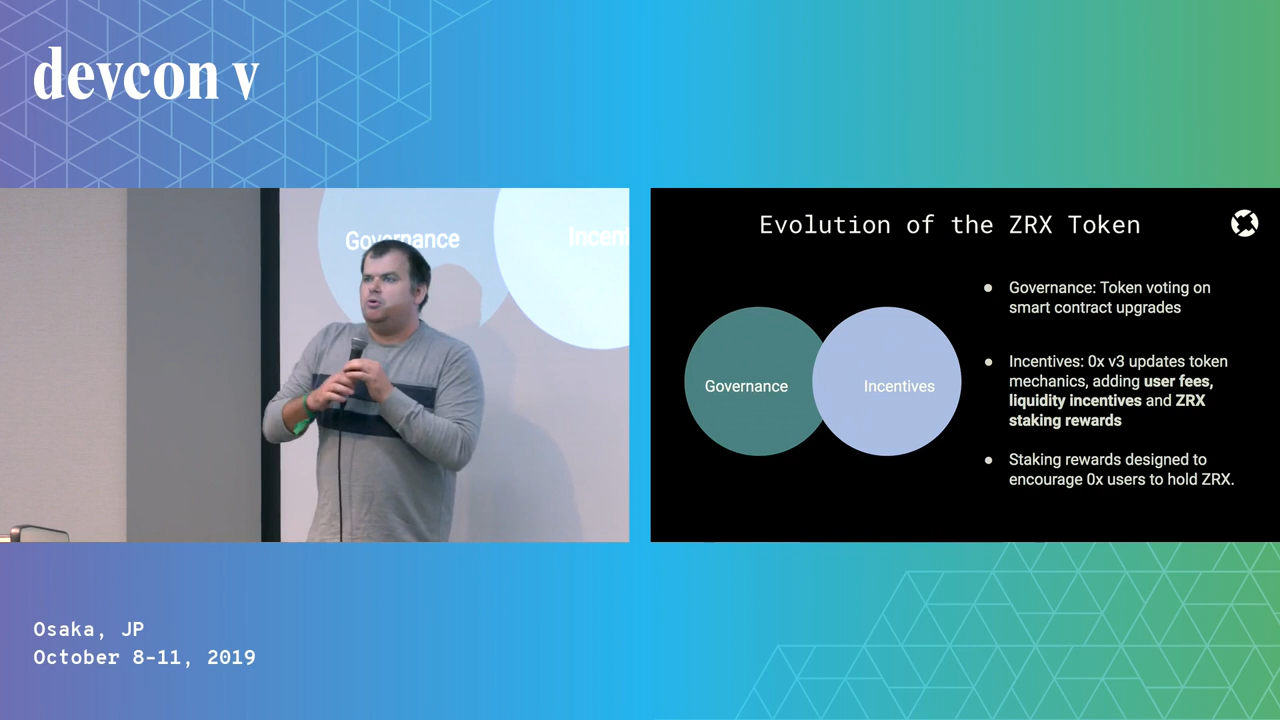 devcon v
Governance
Incent
Evolution of the ZRX Token
Governance
Incentives
● Governance: Token voting on
smart contract upgrades
● Incentives: 0x v3 updates token
mechanics, adding user fees,
liquidity incentives and ZRX
staking rewards
● Staking rewards designed to
encourage 0x users to hold ZRX.
Osaka, JP
October 8-11, 2019